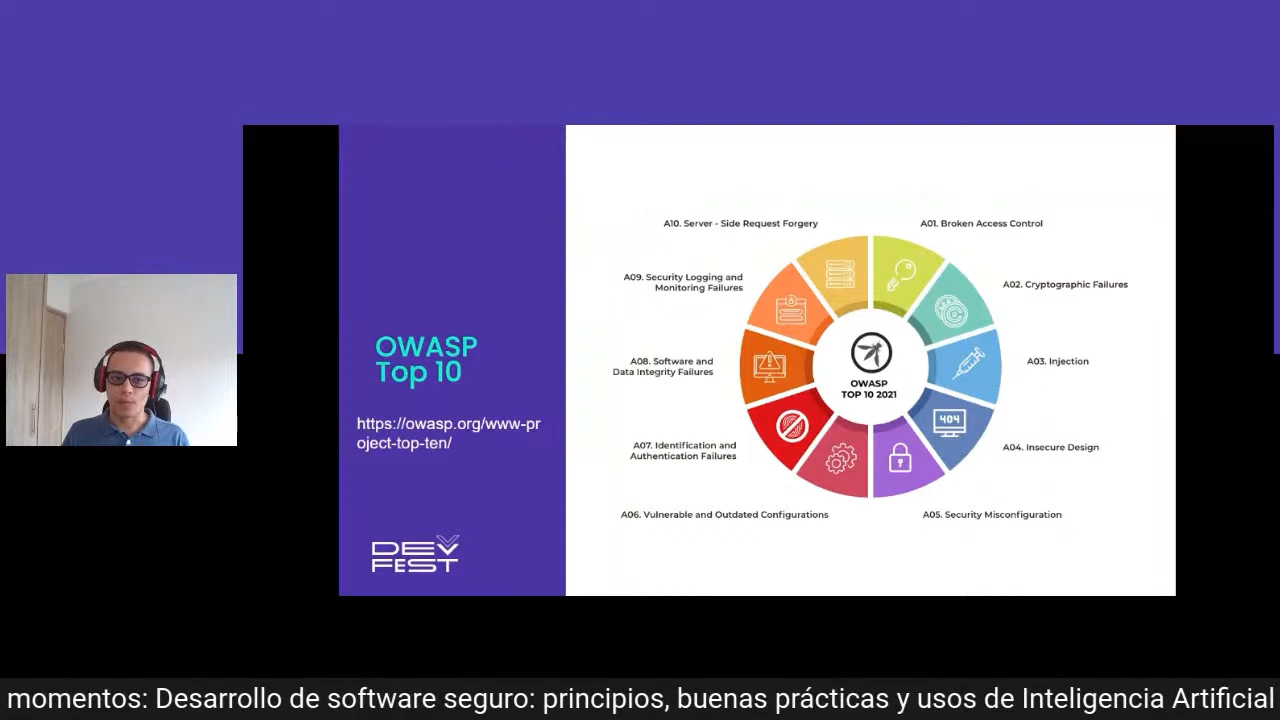 OWASP
Top 10
https://owasp.org/www-pr
oject-top-ten/
DEV
FEST
A10. Server - Side Request Forgery
A01. Broken Access Control
A09. Security Logging and
Monitoring Failures
A02. Cryptographic Failures
A08. Software and
Data Integrity Failures
A03. Injection
OWASP
TOP 10 2021
404
A07. Identification and
Authentication Failures
A04. Insecure Design
A06. Vulnerable and Outdated Configurations
A05. Security Misconfiguration
momentos: Desarrollo de software seguro: principios, buenas prácticas y usos de Inteligencia Artificial